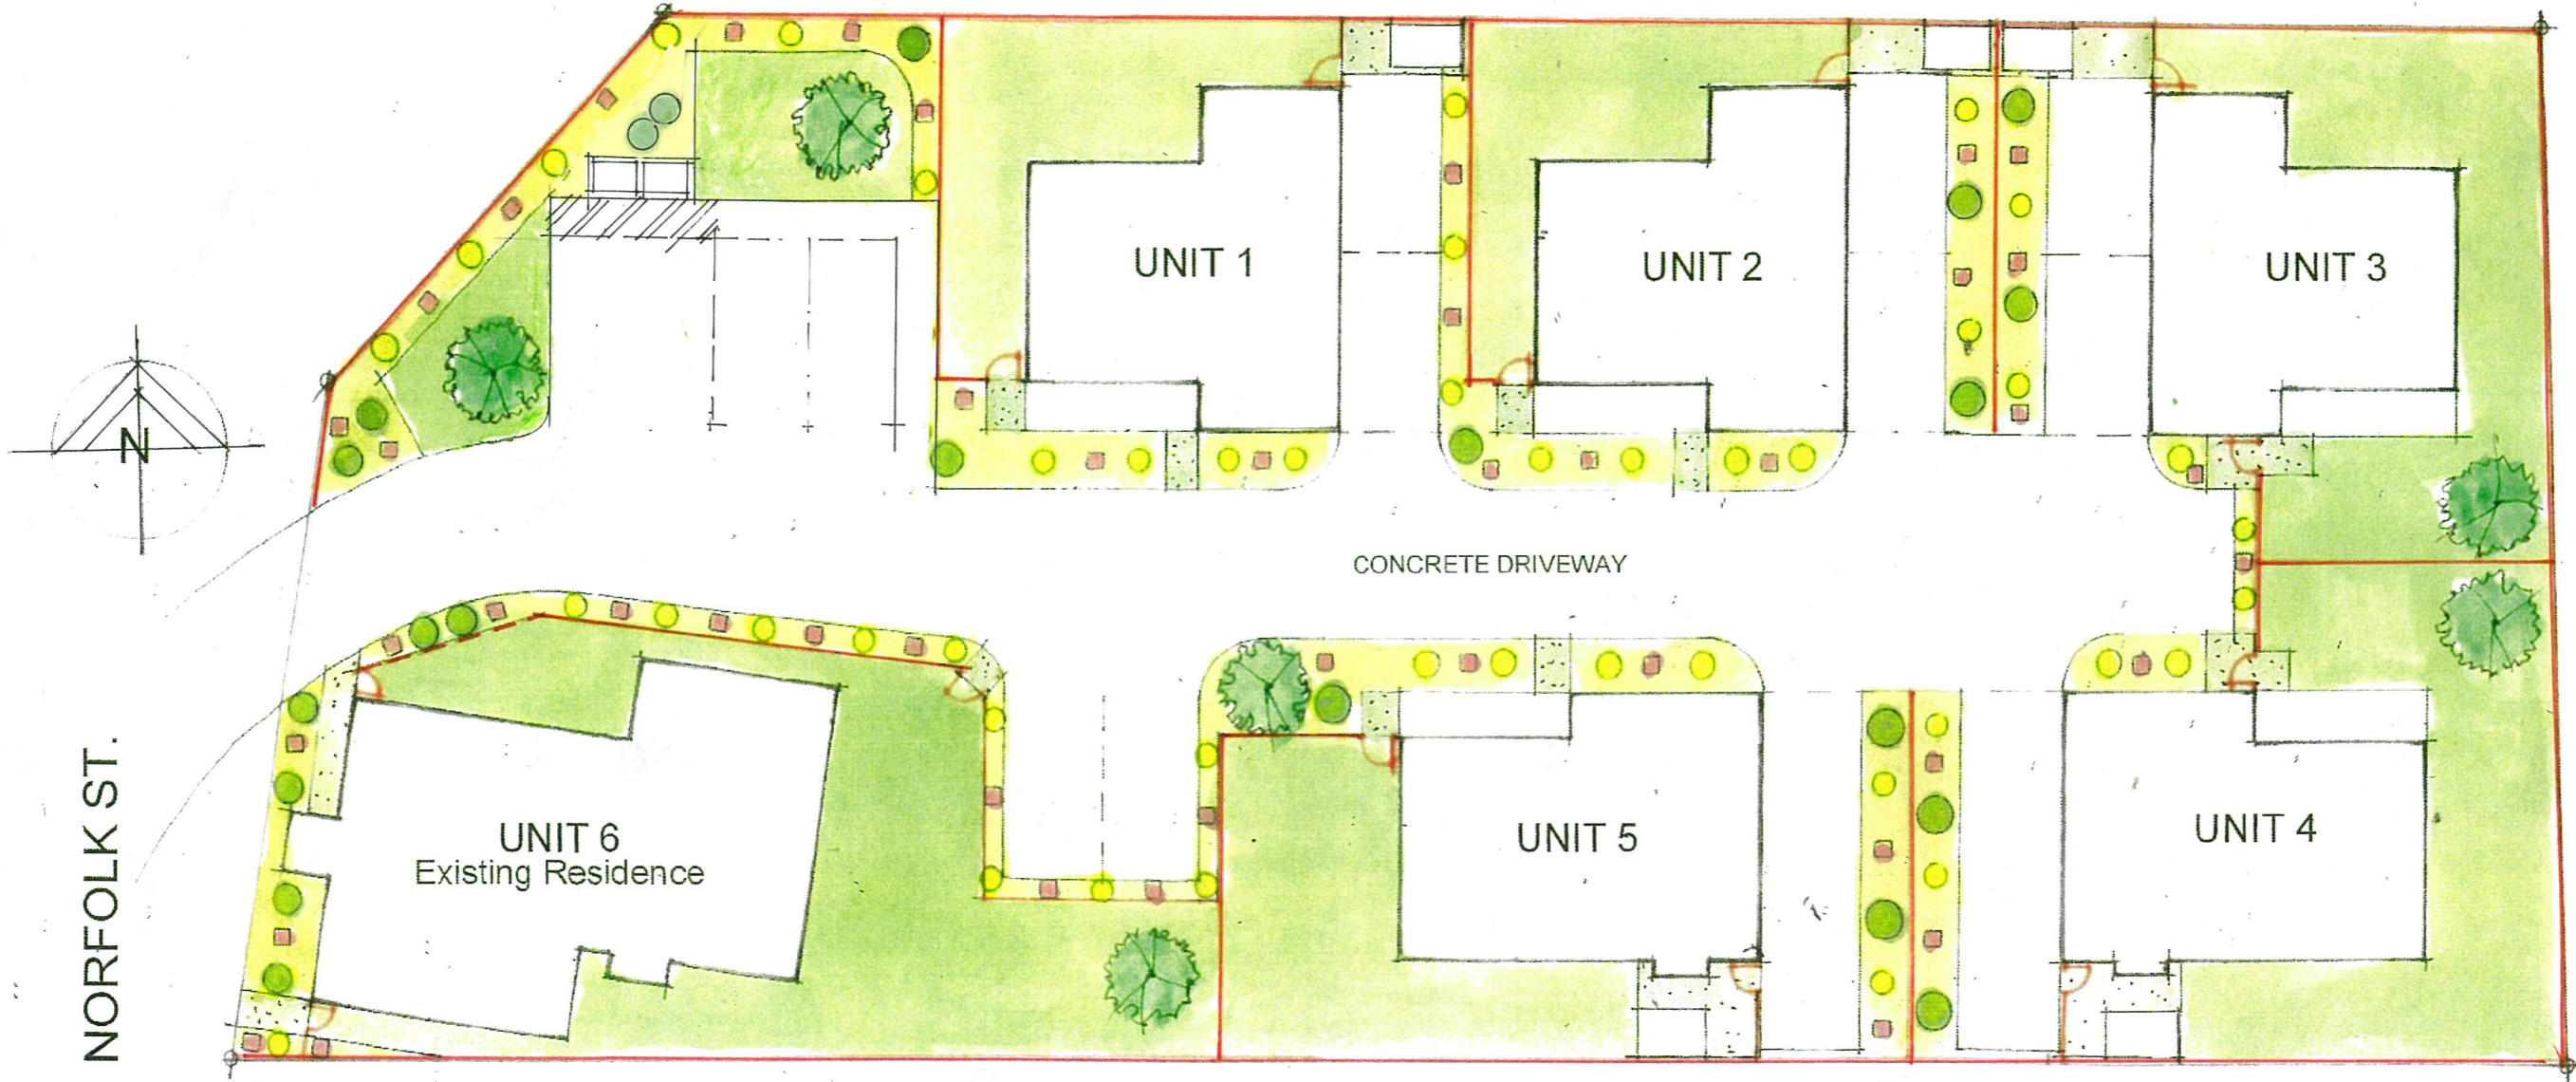 UNIT 1
UNIT 2
UNIT 3
N
CONCRETE DRIVEWAY
NORFOLK ST.
UNIT 6
Existing Residence
UNIT 5
UNIT 4